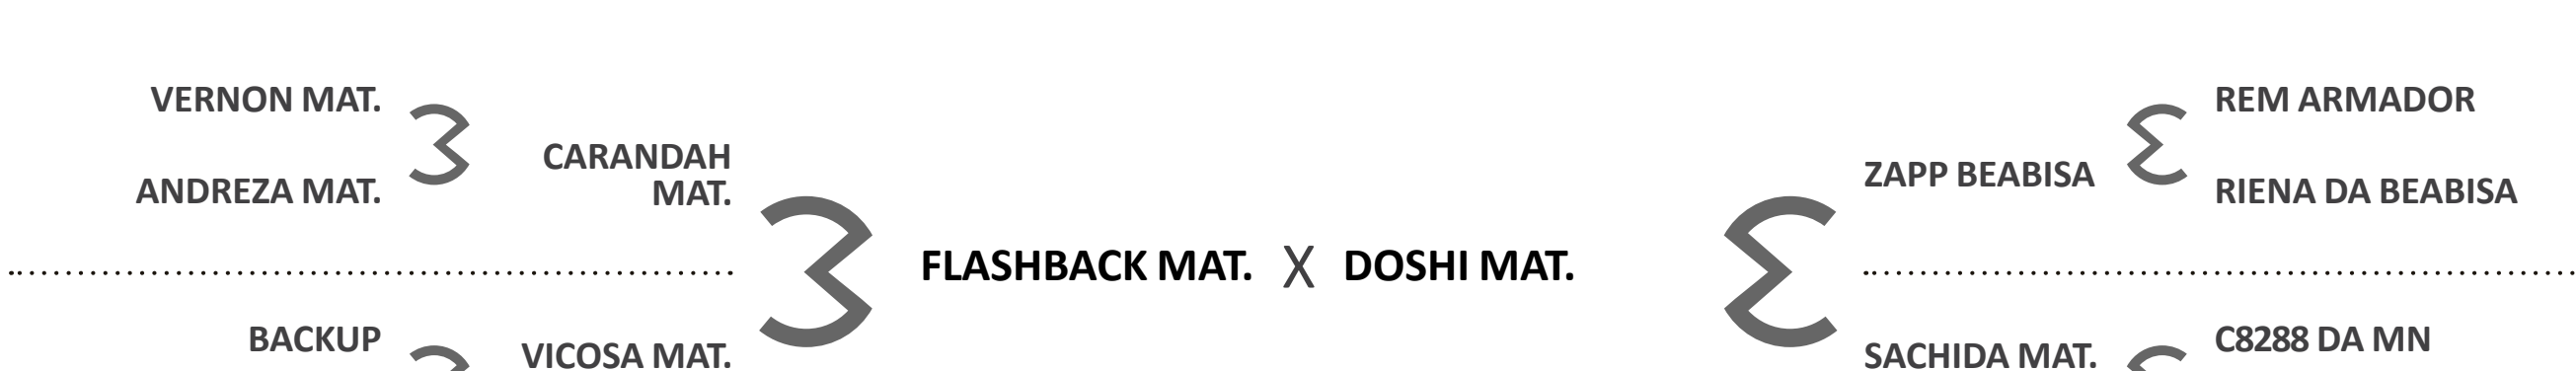 VERNON MAT.
ANDREZA MAT.
CARANDAH
MAT.
BACKUP
VICOSA MAT.
FLASHBACK MAT. X DOSHI MAT.
ZAPP BEABISA
REM ARMADOR
RIENA DA BEABISA
SACHIDA MAT.
C8288 DA MN